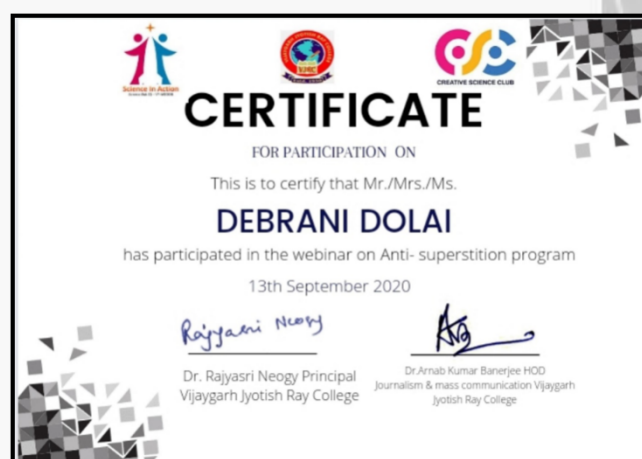 Science In Action
CREATIVE SCIENCE CLUB
CERTIFICATE
FOR PARTICIPATION ON
This is to certify that Mr./Mrs./Ms.
DEBRANI DOLAI
has participated in the webinar on Anti- superstition program
13th September 2020
Rajyasri Neogy
Dr. Rajyasri Neogy Principal
Vijaygarh Jyotish Ray College
Dr.Arnab Kumar Banerjee HOD
Journalism & mass communication Vijaygarh
Jyotish Ray College